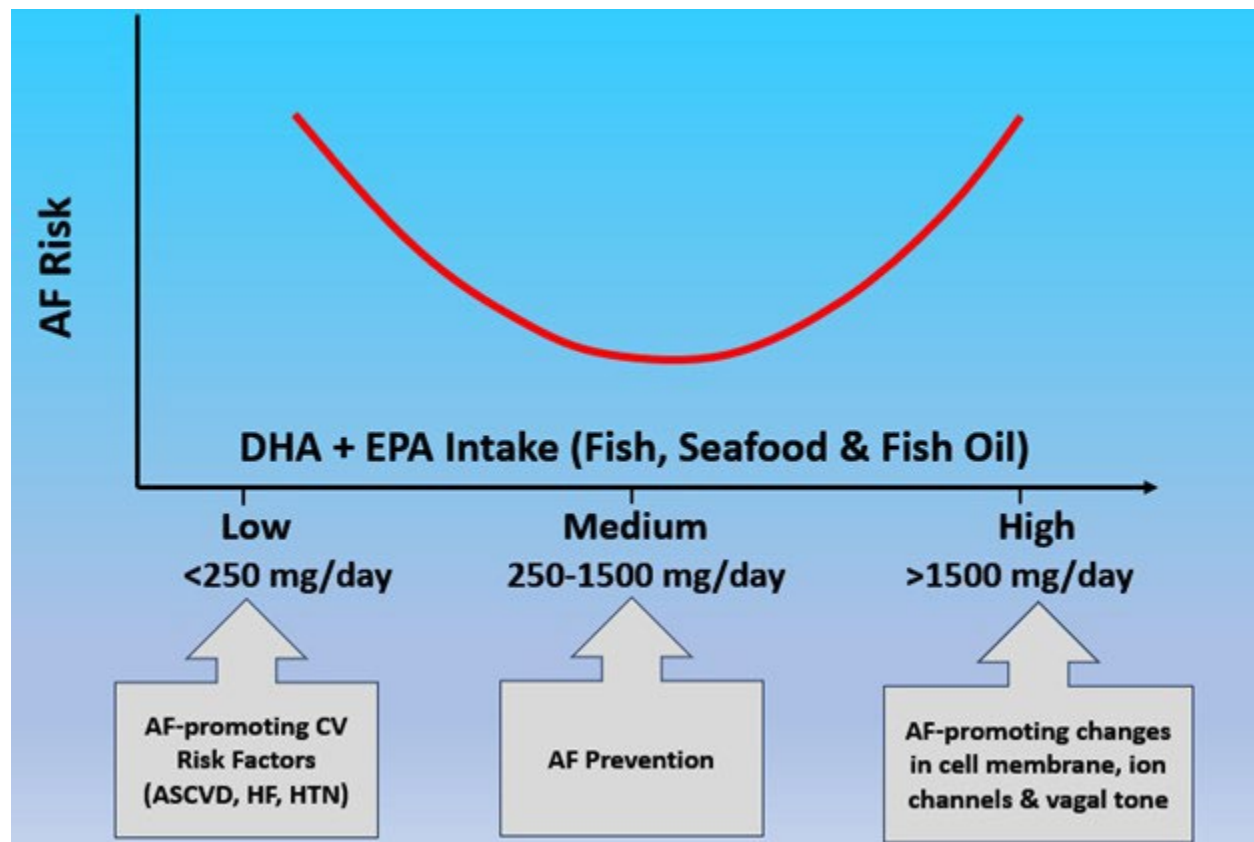 AF Risk
DHA + EPA Intake (Fish, Seafood & Fish Oil)
Low
Medium
High
<250 mg/day
250-1500 mg/day
>1500 mg/day
AF-promoting CV
Risk Factors
(ASCVD, HF, HTN)
AF Prevention
AF-promoting changes
in cell membrane, ion
channels & vagal tone